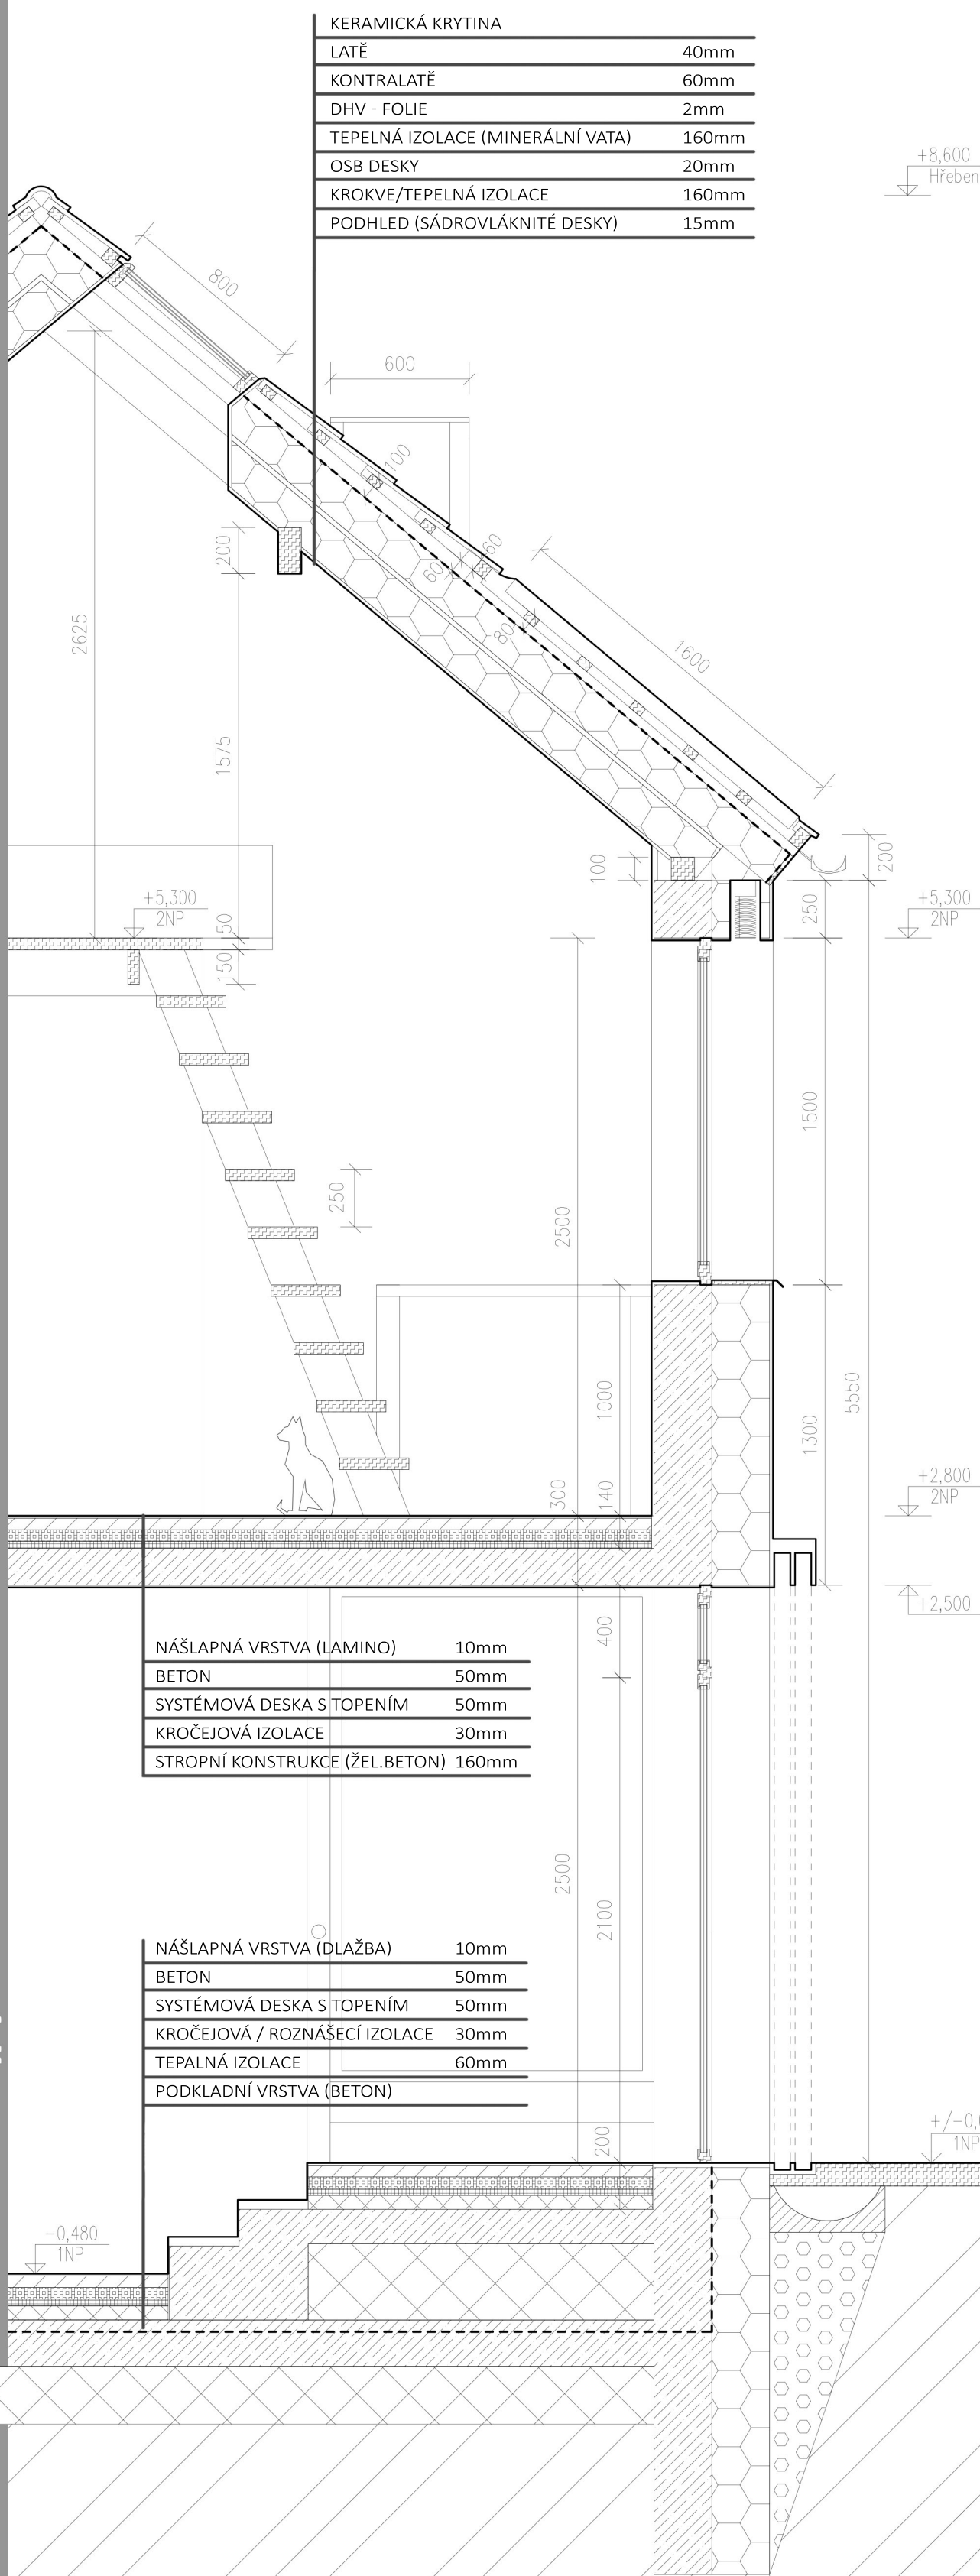 KERAMICKÁ KRYTINA
LATĚ 40mm
KONTRALATĚ 60mm
DHV - FOLIE 2mm
TEPELNÁ IZOLACE (MINERÁLNÍ VATA) 160mm
OSB DESKY 20mm
KROKVE/TEPELNÁ IZOLACE 160mm
PODHLED (SÁDROVLÁKNITÉ DESKY) 15mm
+8,600
Hřeben
800
600
100
200
60
60
2625
80
1600
1575
100
200
+5,300
2NP
50
150
250
+5,300
2NP
1500
250
2500
1000
5550
1300
300
140
+2,800
2NP
+2,500
400
NÁŠLAPNÁ VRSTVA (LAMINO) 10mm
BETON 50mm
SYSTÉMOVÁ DESKA S TOPENÍM 50mm
KROČEJOVÁ IZOLACE 30mm
STROPNÍ KONSTRUKCE (ŽEL.BETON) 160mm
2500
2100
NÁŠLAPNÁ VRSTVA (DLAŽBA) 10mm
BETON 50mm
SYSTÉMOVÁ DESKA S TOPENÍM 50mm
KROČEJOVÁ / ROZNÁŠECÍ IZOLACE 30mm
TEPALNÁ IZOLACE 60mm
PODKLADNÍ VRSTVA (BETON)
200
1NP
-0,480
1NP